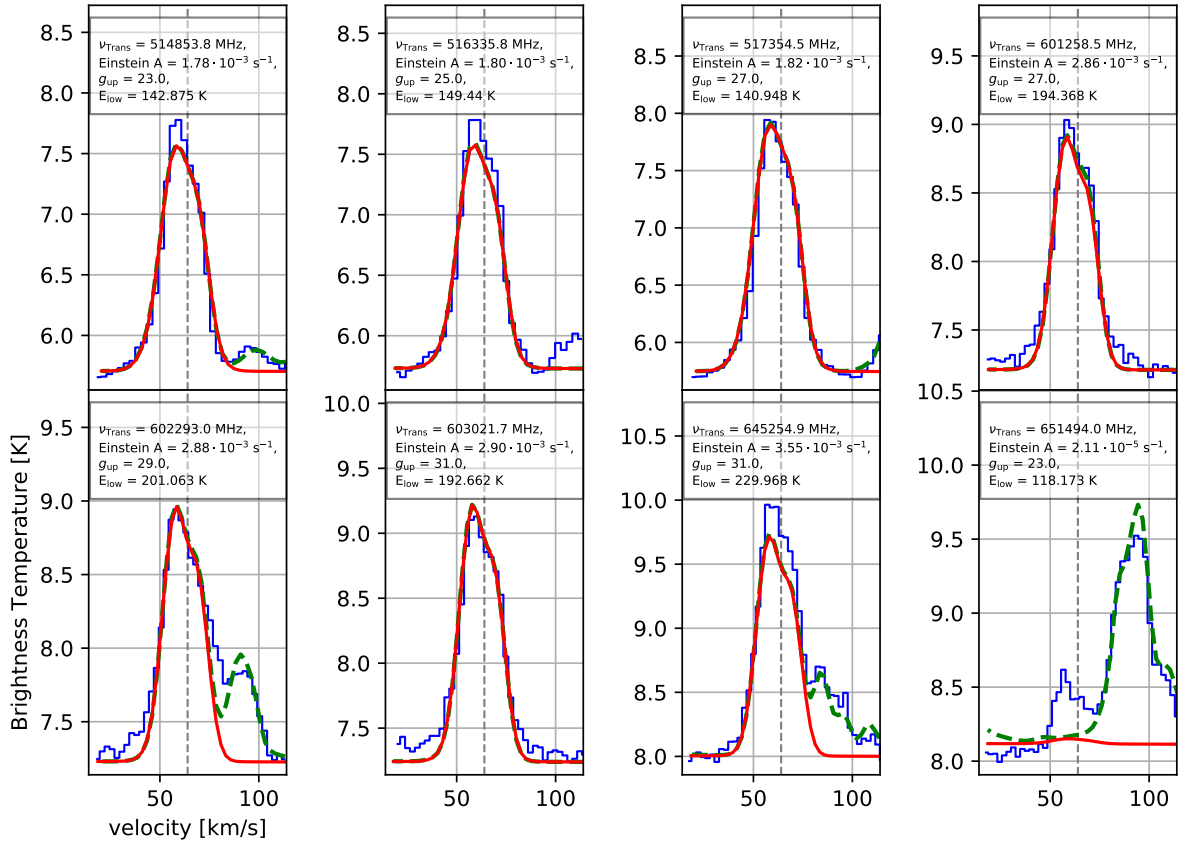 8.5
8.0
7.5
7.0
6.5
6.0
ν_Trans = 514853.8 MHz,
Einstein A = 1.78 · 10⁻³ s⁻¹,
g_up = 23.0,
E_low = 142.875 K
8.5
8.0
7.5
7.0
6.5
6.0
ν_Trans = 516335.8 MHz,
Einstein A = 1.80 · 10⁻³ s⁻¹,
g_up = 25.0,
E_low = 149.44 K
8.5
8.0
7.5
7.0
6.5
6.0
ν_Trans = 517354.5 MHz,
Einstein A = 1.82 · 10⁻³ s⁻¹,
g_up = 27.0,
E_low = 140.948 K
9.5
9.0
8.5
8.0
7.5
ν_Trans = 601258.5 MHz,
Einstein A = 2.86 · 10⁻³ s⁻¹,
g_up = 27.0,
E_low = 194.368 K
Brightness Temperature [K]
9.5
9.0
8.5
8.0
7.5
ν_Trans = 602293.0 MHz,
Einstein A = 2.88 · 10⁻³ s⁻¹,
g_up = 29.0,
E_low = 201.063 K
50 100
velocity [km/s]
10.0
9.5
9.0
8.5
8.0
7.5
ν_Trans = 603021.7 MHz,
Einstein A = 2.90 · 10⁻³ s⁻¹,
g_up = 31.0,
E_low = 192.662 K
50 100
10.5
10.0
9.5
9.0
8.5
8.0
ν_Trans = 645254.9 MHz,
Einstein A = 3.55 · 10⁻³ s⁻¹,
g_up = 31.0,
E_low = 229.968 K
50 100
10.5
10.0
9.5
9.0
8.5
8.0
ν_Trans = 651494.0 MHz,
Einstein A = 2.11 · 10⁻⁵ s⁻¹,
g_up = 23.0,
E_low = 118.173 K
50 100